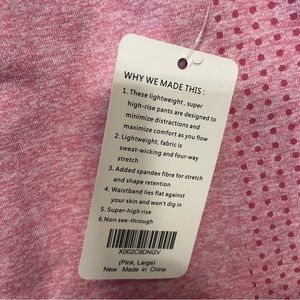 WHY WE MADE THIS :
1. These lightweight , super
high-rise pants are designed to
minimize distractions and
maximize comfort as you flow
2. Lightweight, fabric is
sweat-wicking and four-way
stretch
3. Added spandex fibre for stretch
and shape retention
4. Waistband lies flat against
your skin and won't dig in
5. Super-high rise
6.Non see-through
X002C9DNGV
(Pink, Large)
New Made in China